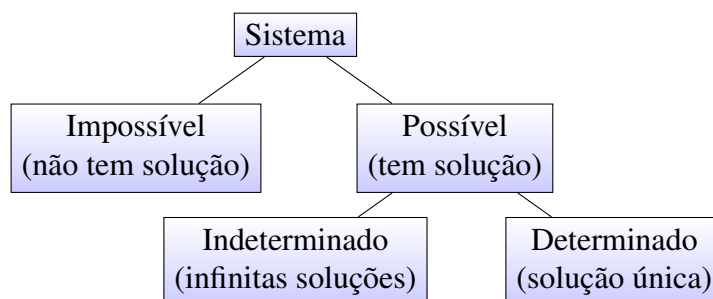 Sistema
Impossível
(não tem solução)
Possível
(tem solução)
Indeterminado
(infinitas soluções)
Determinado
(solução única)